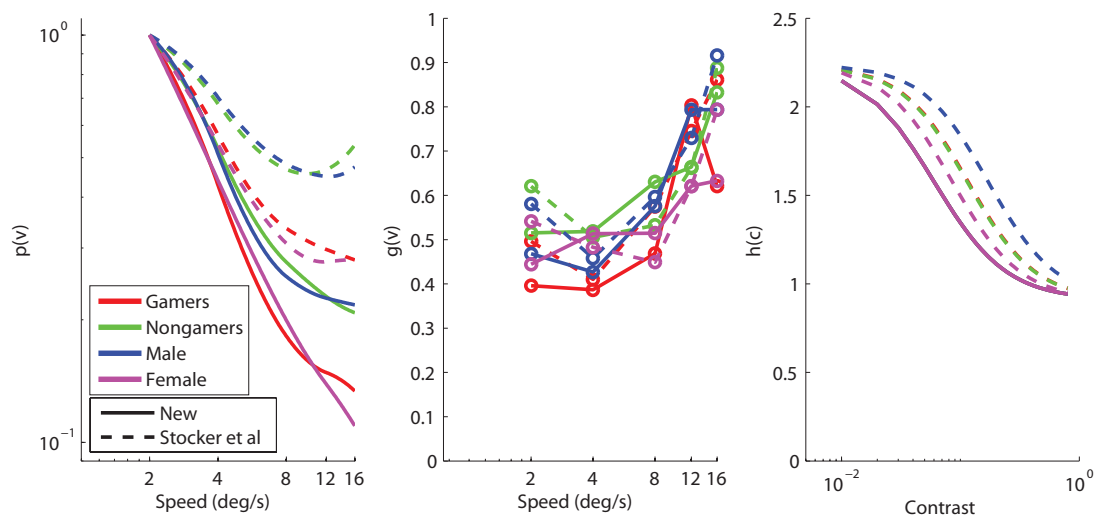 10^0
10^-1
p(v)
2 4 8 12 16
Speed (deg/s)
Gamers
Nongamers
Male
Female
New
Stocker et al
1
0.9
0.8
0.7
0.6
0.5
0.4
0.3
0.2
0.1
0
g(v)
2 4 8 12 16
Speed (deg/s)
2.5
2
1.5
1
0.5
h(c)
10^-2 10^-1 10^0
Contrast